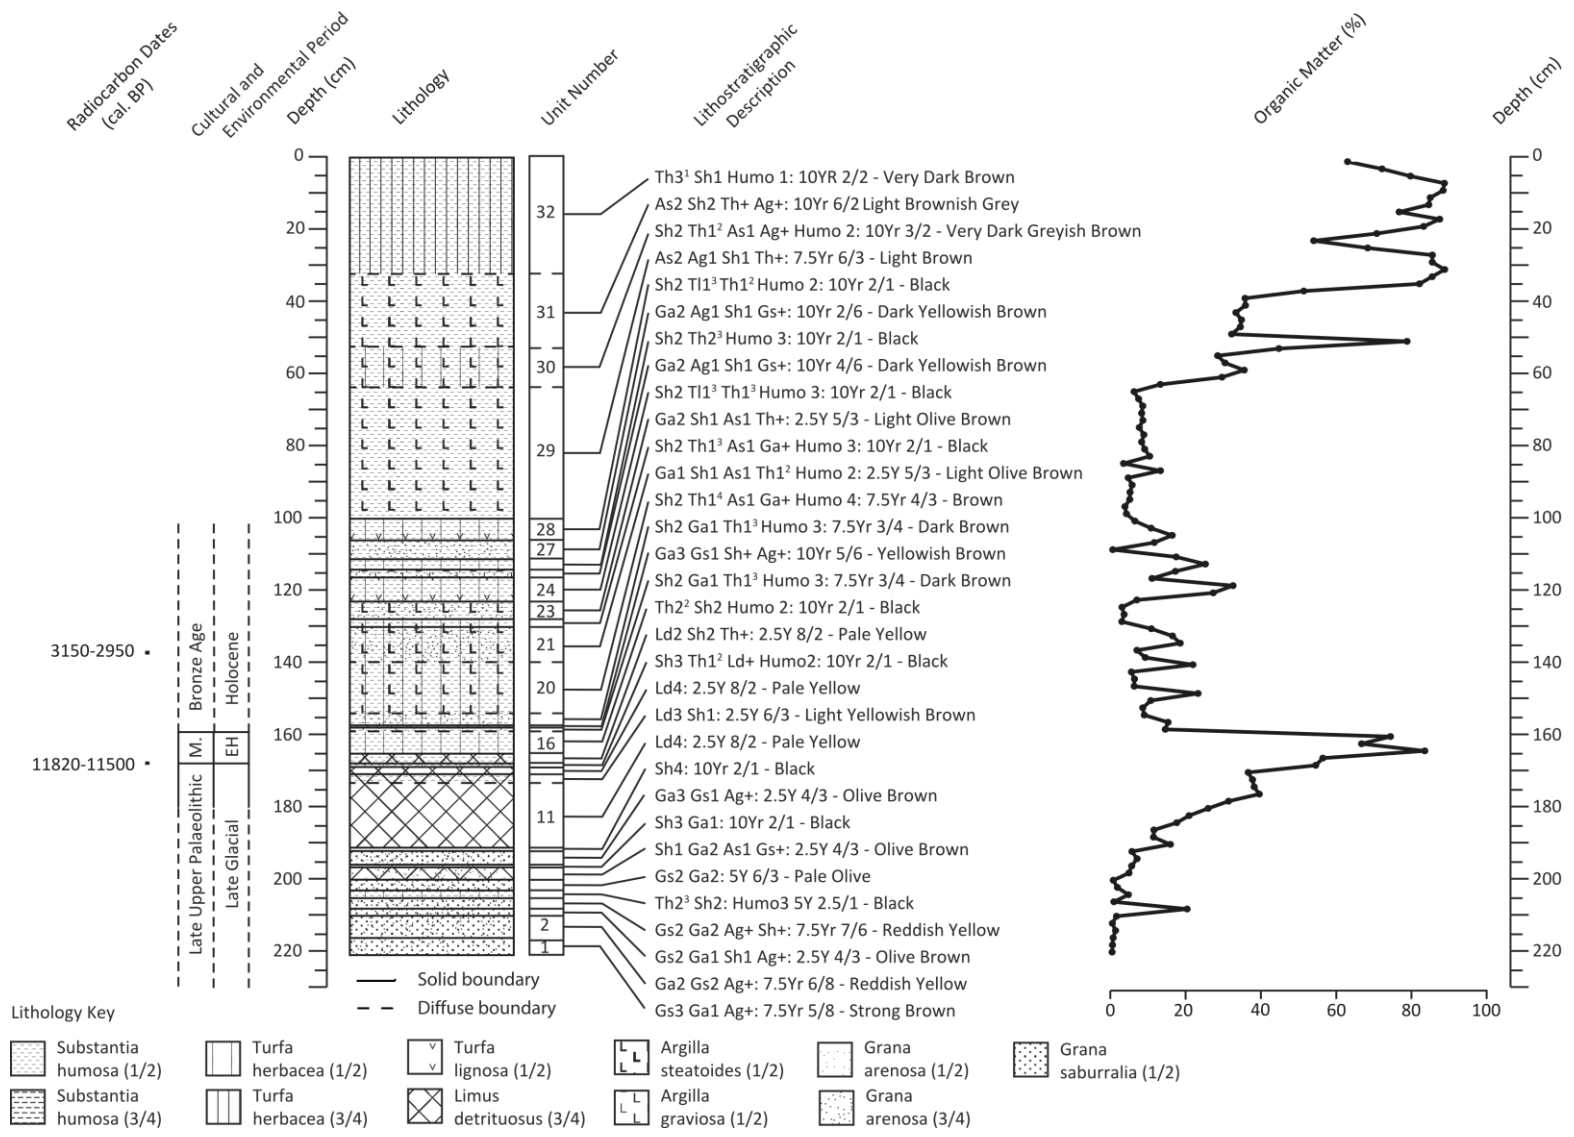 Radiocarbon Dates
(cal. BP)
Cultural and
Environmental Period
Depth (cm)
Lithology
Unit Number
Lithostratigraphic
Description
Organic Matter (%)
Depth (cm)
0
20
40
60
80
100
120
140
160
180
200
220
3150-2950
11820-11500
Bronze Age
Holocene
M.
EH
Late Upper Palaeolithic
Late Glacial
32
31
30
29
28
27
24
23
21
20
16
11
2
1
Th3¹ Sh1 Humo 1: 10YR 2/2 - Very Dark Brown
As2 Sh2 Th+ Ag+: 10Yr 6/2 Light Brownish Grey
Sh2 Th1² As1 Ag+ Humo 2: 10Yr 3/2 - Very Dark Greyish Brown
As2 Ag1 Sh1 Th+: 7.5Yr 6/3 - Light Brown
Sh2 Tl1³ Th1² Humo 2: 10Yr 2/1 - Black
Ga2 Ag1 Sh1 Gs+: 10Yr 2/6 - Dark Yellowish Brown
Sh2 Th2³ Humo 3: 10Yr 2/1 - Black
Ga2 Ag1 Sh1 Gs+: 10Yr 4/6 - Dark Yellowish Brown
Sh2 Tl1³ Th1³ Humo 3: 10Yr 2/1 - Black
Ga2 Sh1 As1 Th+: 2.5Y 5/3 - Light Olive Brown
Sh2 Th1³ As1 Ga+ Humo 3: 10Yr 2/1 - Black
Ga1 Sh1 As1 Th1² Humo 2: 2.5Y 5/3 - Light Olive Brown
Sh2 Th1⁴ As1 Ga+ Humo 4: 7.5Yr 4/3 - Brown
Sh2 Ga1 Th1³ Humo 3: 7.5Yr 3/4 - Dark Brown
Ga3 Gs1 Sh+ Ag+: 10Yr 5/6 - Yellowish Brown
Sh2 Ga1 Th1³ Humo 3: 7.5Yr 3/4 - Dark Brown
Th2² Sh2 Humo 2: 10Yr 2/1 - Black
Ld2 Sh2 Th+: 2.5Y 8/2 - Pale Yellow
Sh3 Th1² Ld+ Humo2: 10Yr 2/1 - Black
Ld4: 2.5Y 8/2 - Pale Yellow
Ld3 Sh1: 2.5Y 6/3 - Light Yellowish Brown
Ld4: 2.5Y 8/2 - Pale Yellow
Sh4: 10Yr 2/1 - Black
Ga3 Gs1 Ag+: 2.5Y 4/3 - Olive Brown
Sh3 Ga1: 10Yr 2/1 - Black
Sh1 Ga2 As1 Gs+: 2.5Y 4/3 - Olive Brown
Gs2 Ga2: 5Y 6/3 - Pale Olive
Th2³ Sh2: Humo3 5Y 2.5/1 - Black
Gs2 Ga2 Ag+ Sh+: 7.5Yr 7/6 - Reddish Yellow
Gs2 Ga1 Sh1 Ag+: 2.5Y 4/3 - Olive Brown
Ga2 Gs2 Ag+: 7.5Yr 6/8 - Reddish Yellow
Gs3 Ga1 Ag+: 7.5Yr 5/8 - Strong Brown
0
20
40
60
80
100
120
140
160
180
200
220
0
20
40
60
80
100
Solid boundary
Diffuse boundary
Lithology Key
Substantia
humosa (1/2)
Turfa
herbacea (1/2)
Turfa
lignosa (1/2)
Argilla
steatoides (1/2)
Grana
arenosa (1/2)
Grana
saburralia (1/2)
Substantia
humosa (3/4)
Turfa
herbacea (3/4)
Limus
detrituosus (3/4)
Argilla
graviosa (1/2)
Grana
arenosa (3/4)